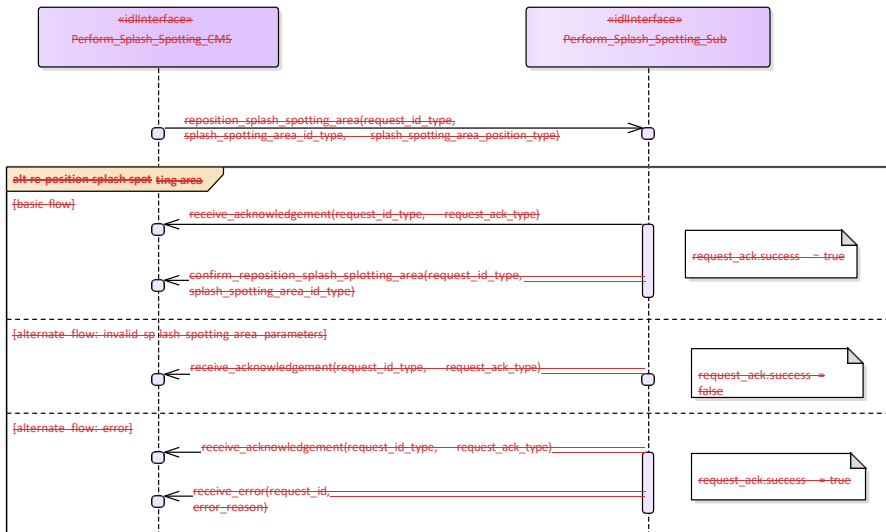 «idlInterface»
Perform_Splash_Spotting_CMS
«idlInterface»
Perform_Splash_Spotting_Sub
reposition_splash_spotting_area(request_id_type,
splash_spotting_area_id_type, splash_spotting_area_position_type)
alt re-position splash spot ting area
[basic flow]
receive_acknowledgement(request_id_type, request_ack_type)
request_ack.success = true
confirm_reposition_splash_splotting_area(request_id_type,
splash_spotting_area_id_type)
[alternate flow: invalid sp lash spotting area parameters]
receive_acknowledgement(request_id_type, request_ack_type)
request_ack.success =
false
[alternate flow: error]
receive_acknowledgement(request_id_type, request_ack_type)
request_ack.success = true
receive_error(request_id,
error_reason)